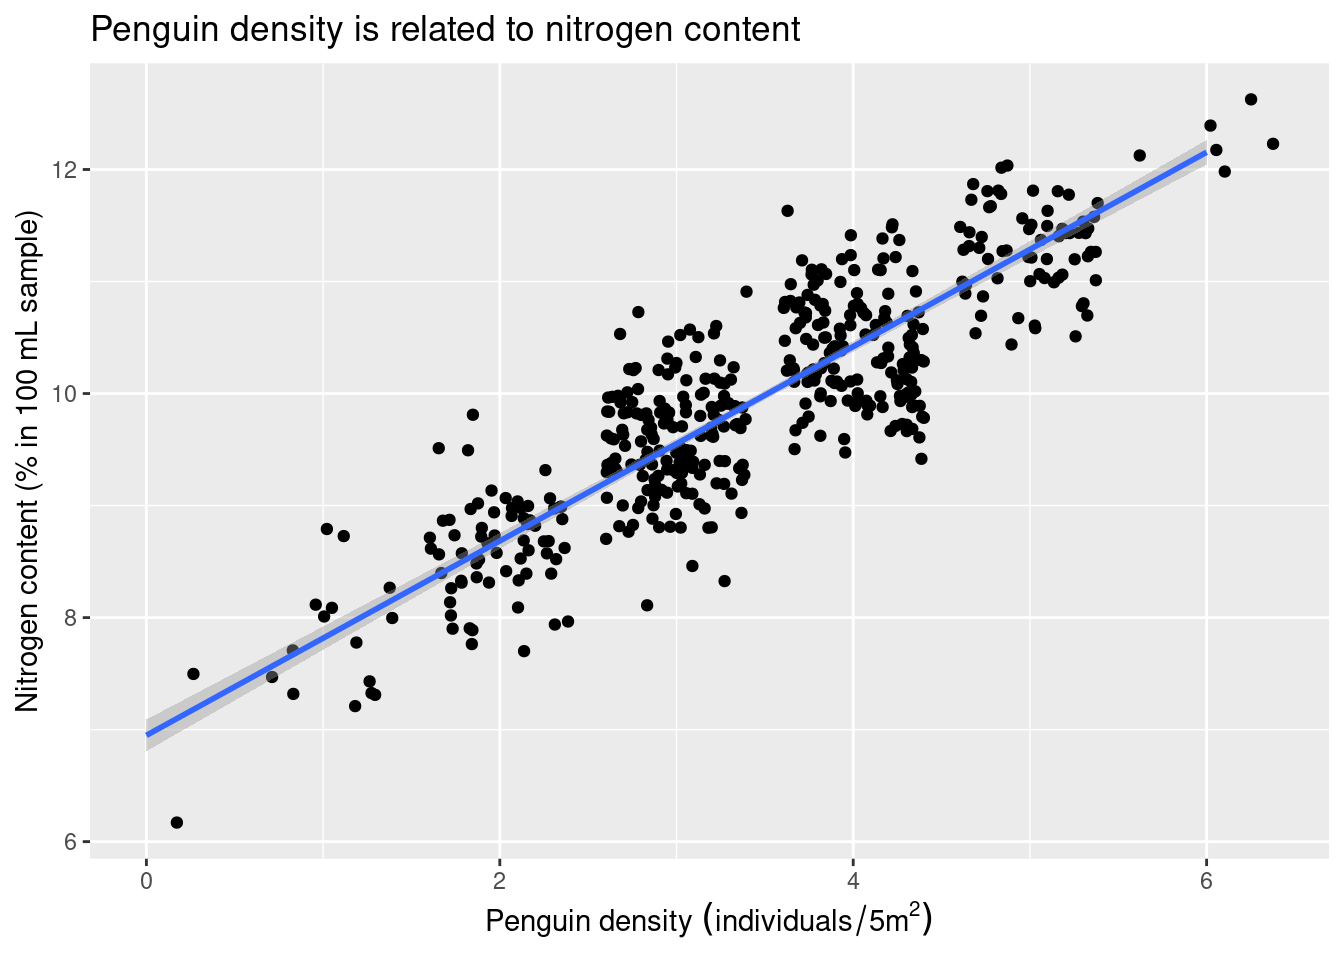 Penguin density is related to nitrogen content
Nitrogen content (% in 100 mL sample)
12
10
8
6
0 2 4 6
Penguin density (individuals/5m²)